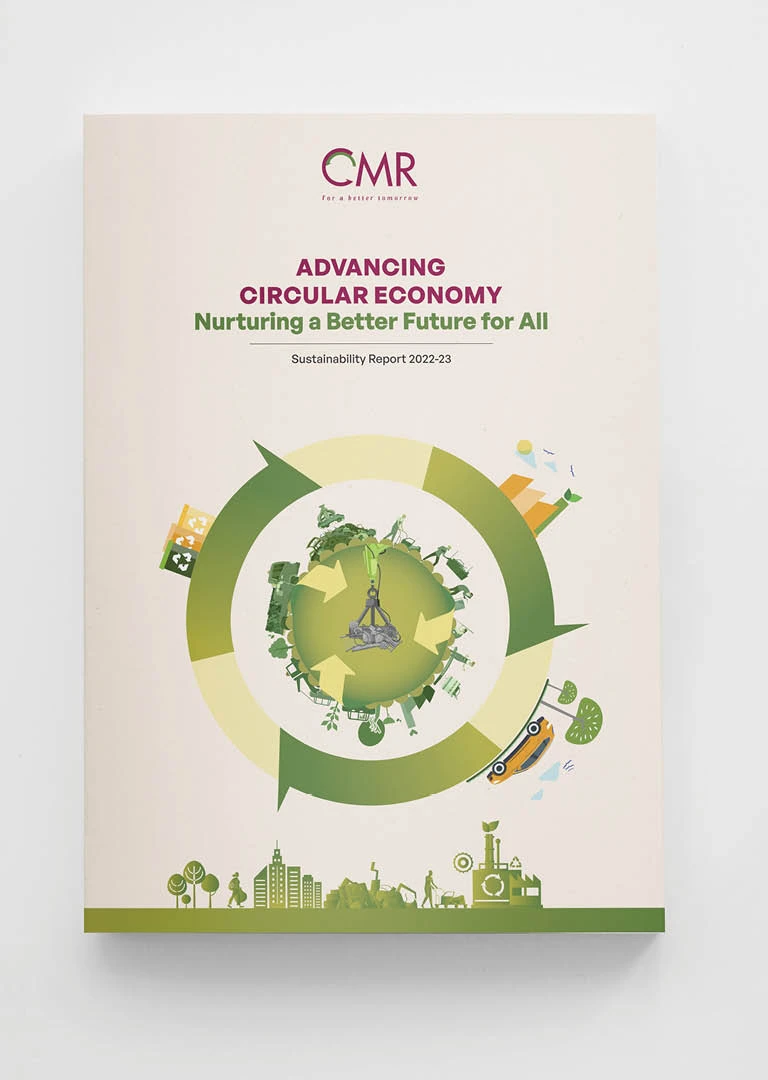 CMR
For a better tomorrow
ADVANCING
CIRCULAR ECONOMY
Nurturing a Better Future for All
Sustainability Report 2022-23